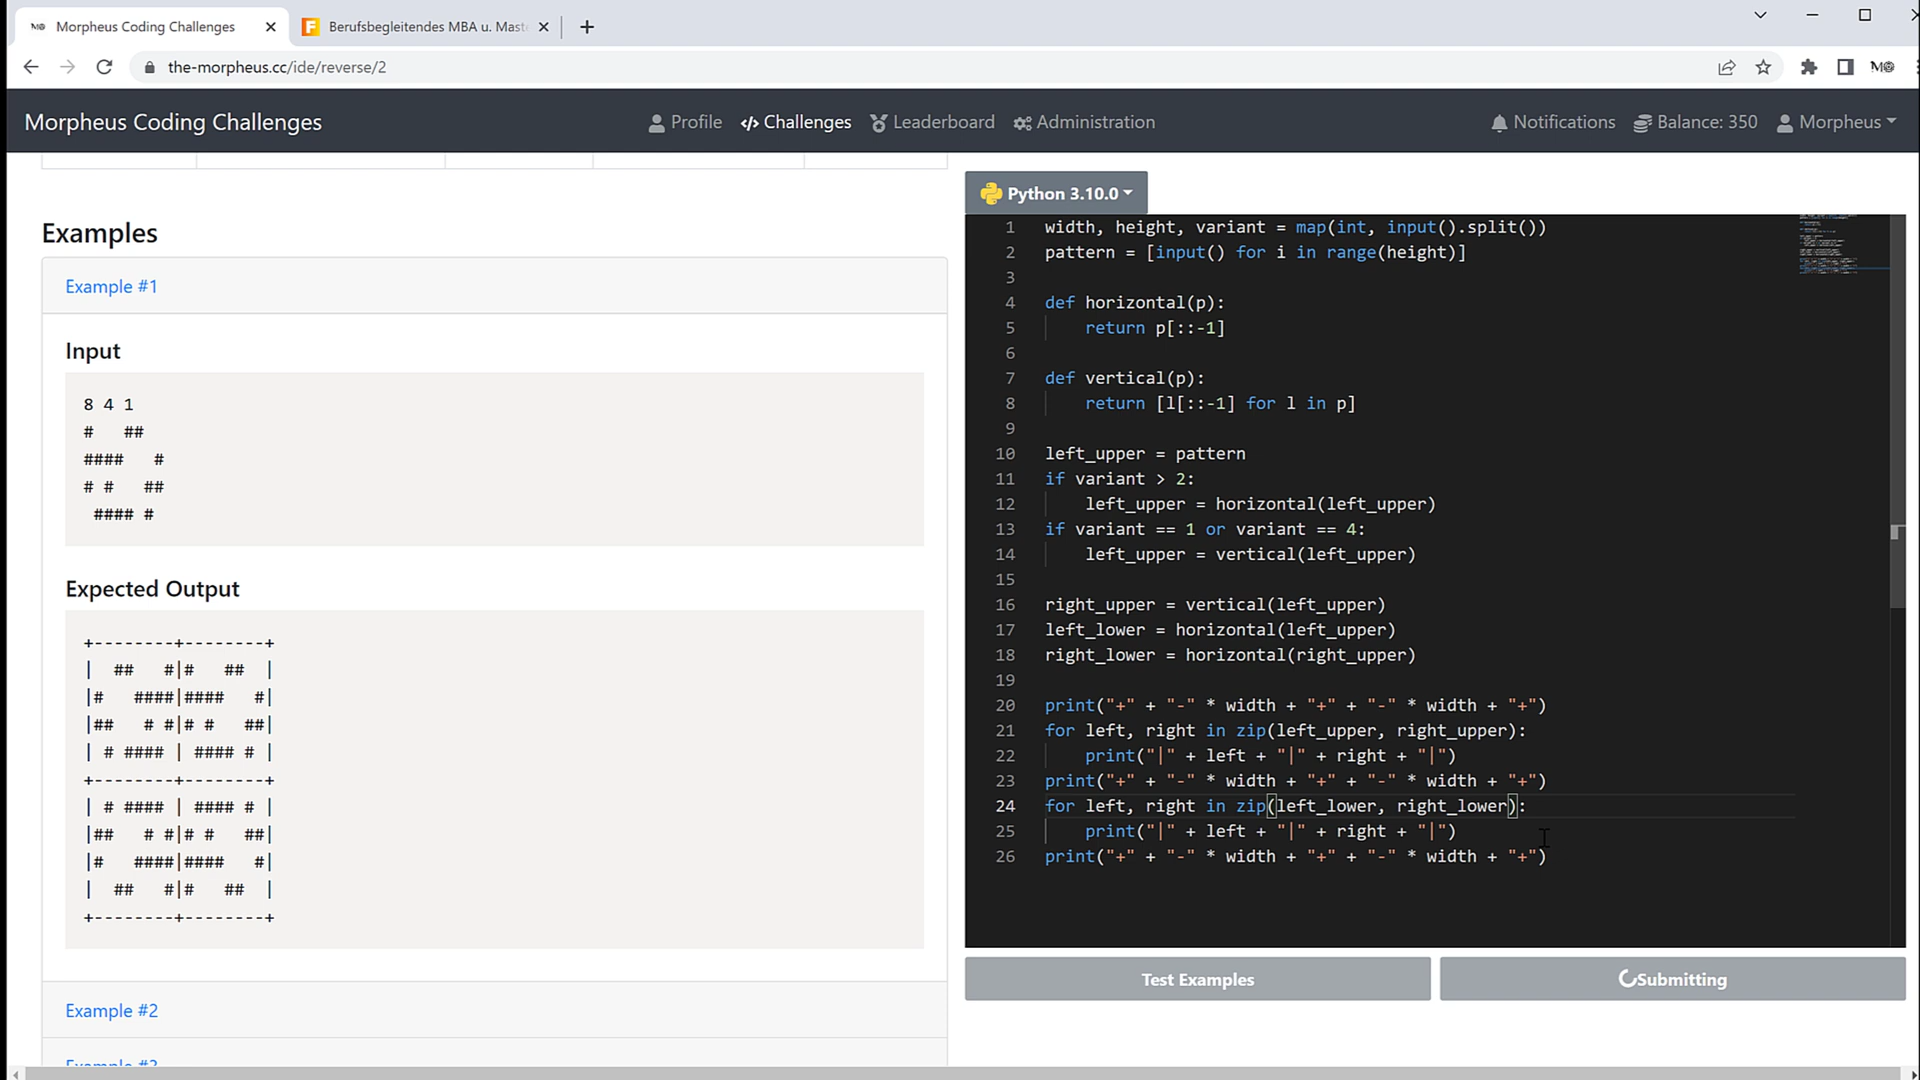 Morpheus Coding Challenges
Berufsbegleitendes MBA u. Mast
the-morpheus.cc/ide/reverse/2
Morpheus Coding Challenges
Profile
Challenges
Leaderboard
Administration
Notifications
Balance: 350
Morpheus
Examples
Example #1
Input
8 4 1
#   ##
####   #
# #   ##
 #### #
Expected Output
+--------+--------+
|  ##   #|#   ##  |
|#   ####|####   #|
|##   # #|# #   ##|
| # #### | #### # |
+--------+--------+
| # #### | #### # |
|##   # #|# #   ##|
|#   ####|####   #|
|  ##   #|#   ##  |
+--------+--------+
Example #2
Python 3.10.0
1 width, height, variant = map(int, input().split())
2 pattern = [input() for i in range(height)]
3
4 def horizontal(p):
5     return p[::-1]
6
7 def vertical(p):
8     return [l[::-1] for l in p]
9
10 left_upper = pattern
11 if variant > 2:
12     left_upper = horizontal(left_upper)
13 if variant == 1 or variant == 4:
14     left_upper = vertical(left_upper)
15
16 right_upper = vertical(left_upper)
17 left_lower = horizontal(left_upper)
18 right_lower = horizontal(right_upper)
19
20 print("+" + "-" * width + "+" + "-" * width + "+")
21 for left, right in zip(left_upper, right_upper):
22     print("|" + left + "|" + right + "|")
23 print("+" + "-" * width + "+" + "-" * width + "+")
24 for left, right in zip(left_lower, right_lower):
25     print("|" + left + "|" + right + "|")
26 print("+" + "-" * width + "+" + "-" * width + "+")
Test Examples
Submitting